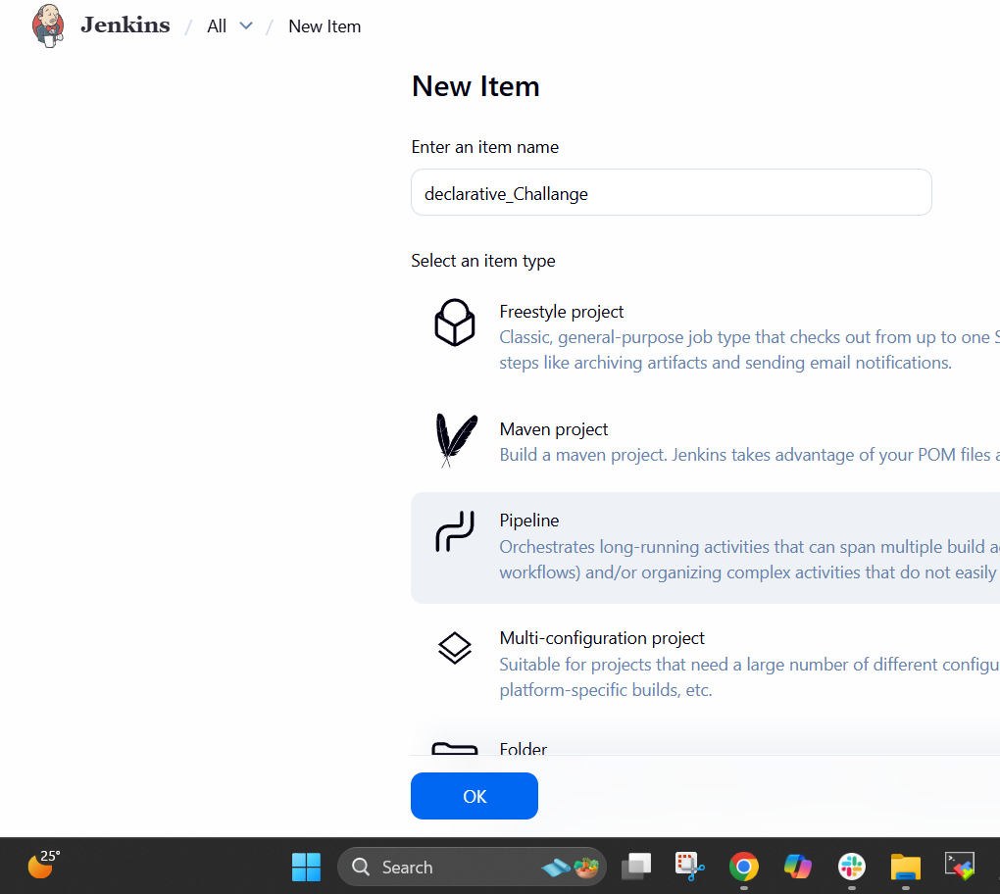 Jenkins / All / New Item
New Item
Enter an item name
declarative_Challange
Select an item type
Freestyle project
Classic, general-purpose job type that checks out from up to one S
steps like archiving artifacts and sending email notifications.
Maven project
Build a maven project. Jenkins takes advantage of your POM files a
Pipeline
Orchestrates long-running activities that can span multiple build a
workflows) and/or organizing complex activities that do not easily
Multi-configuration project
Suitable for projects that need a large number of different configu
platform-specific builds, etc.
Folder
OK
25°
Search